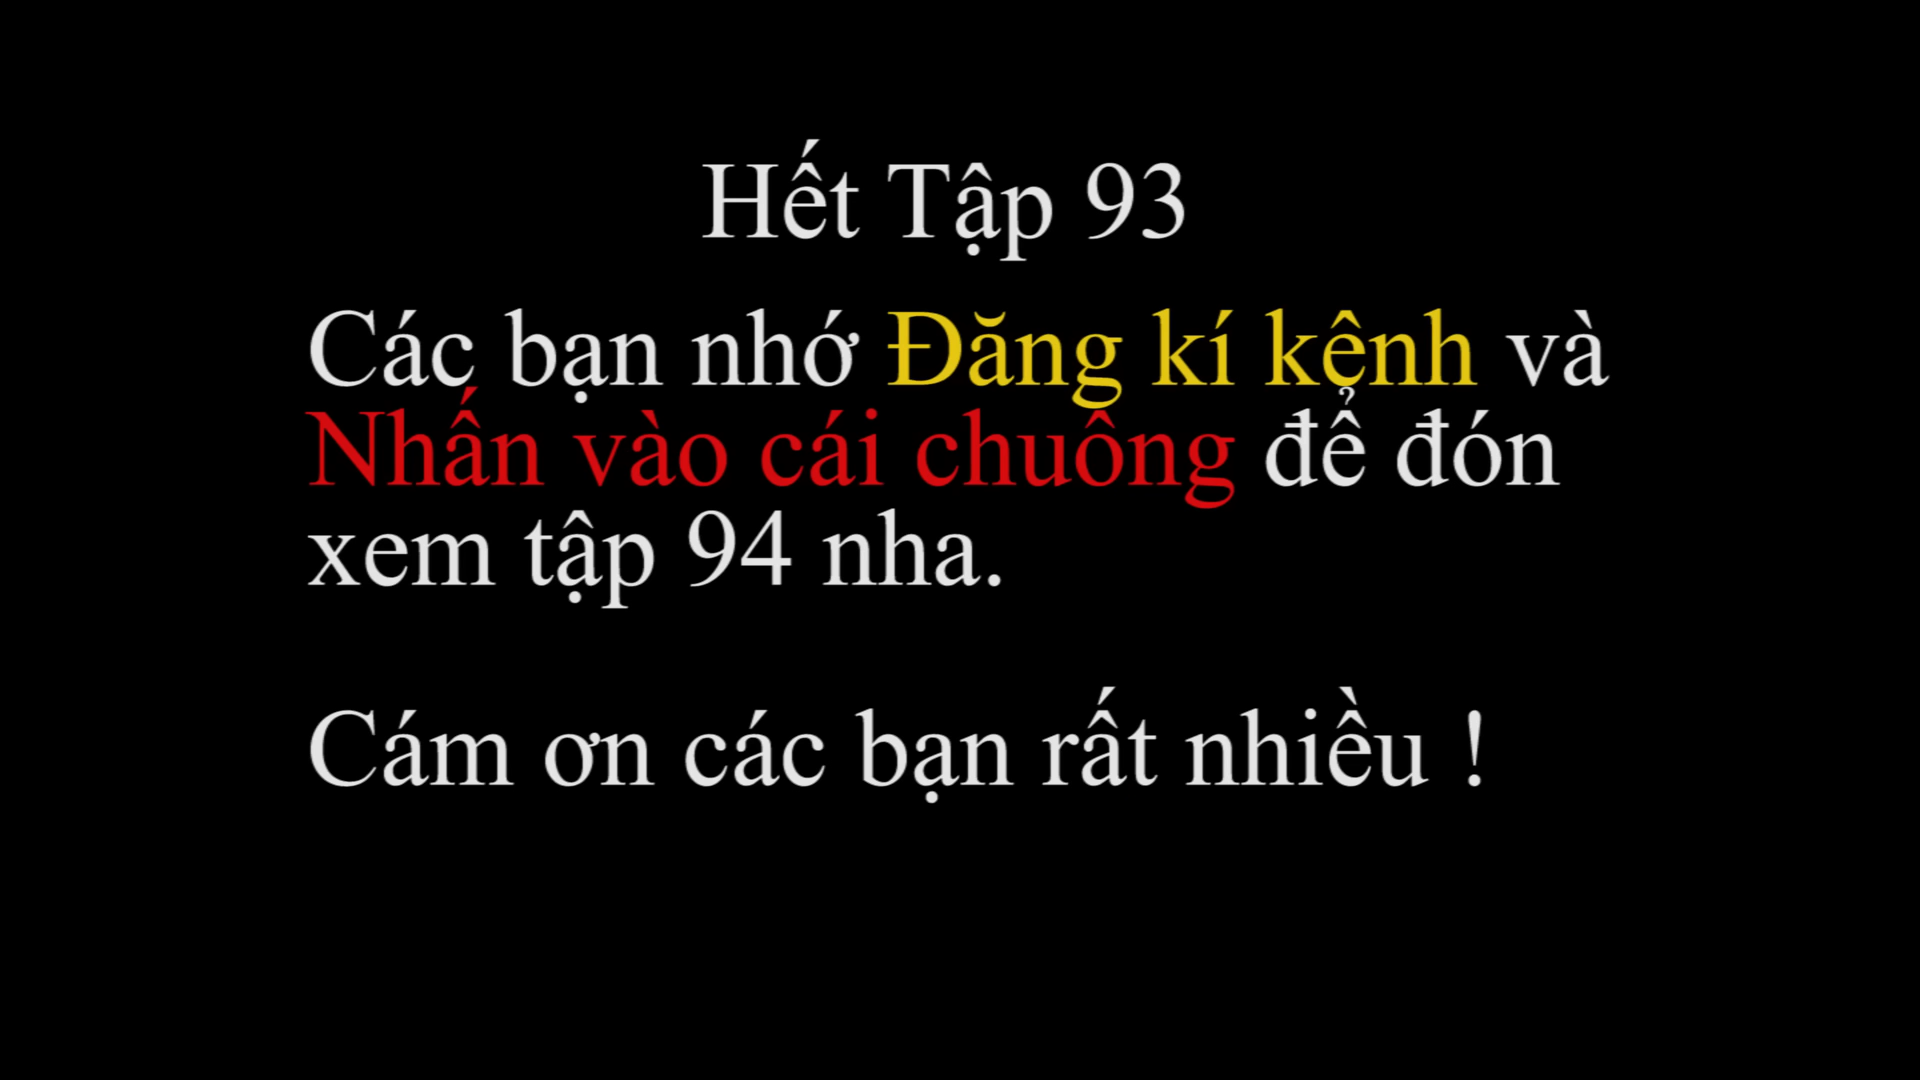 Hết Tập 93
Các bạn nhớ Đăng kí kênh và
Nhấn vào cái chuông để đón
xem tập 94 nha.
Cám ơn các bạn rất nhiều !